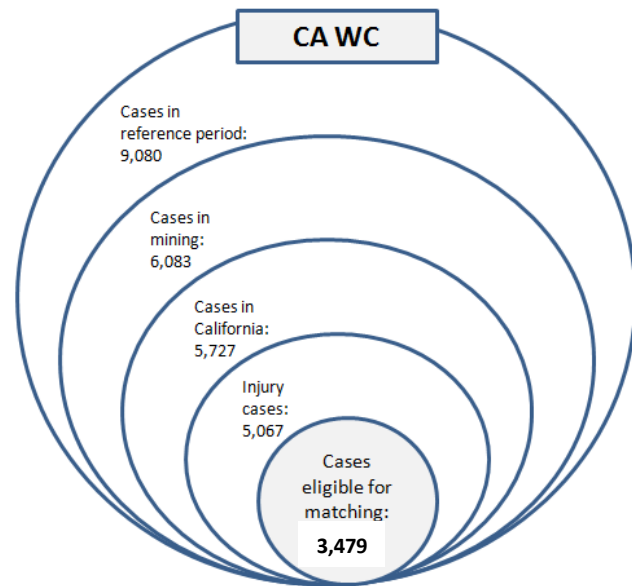 CA WC
Cases in
reference period:
9,080
Cases in
mining:
6,083
Cases in
California:
5,727
Injury
cases:
5,067
Cases
eligible for
matching:
3,479